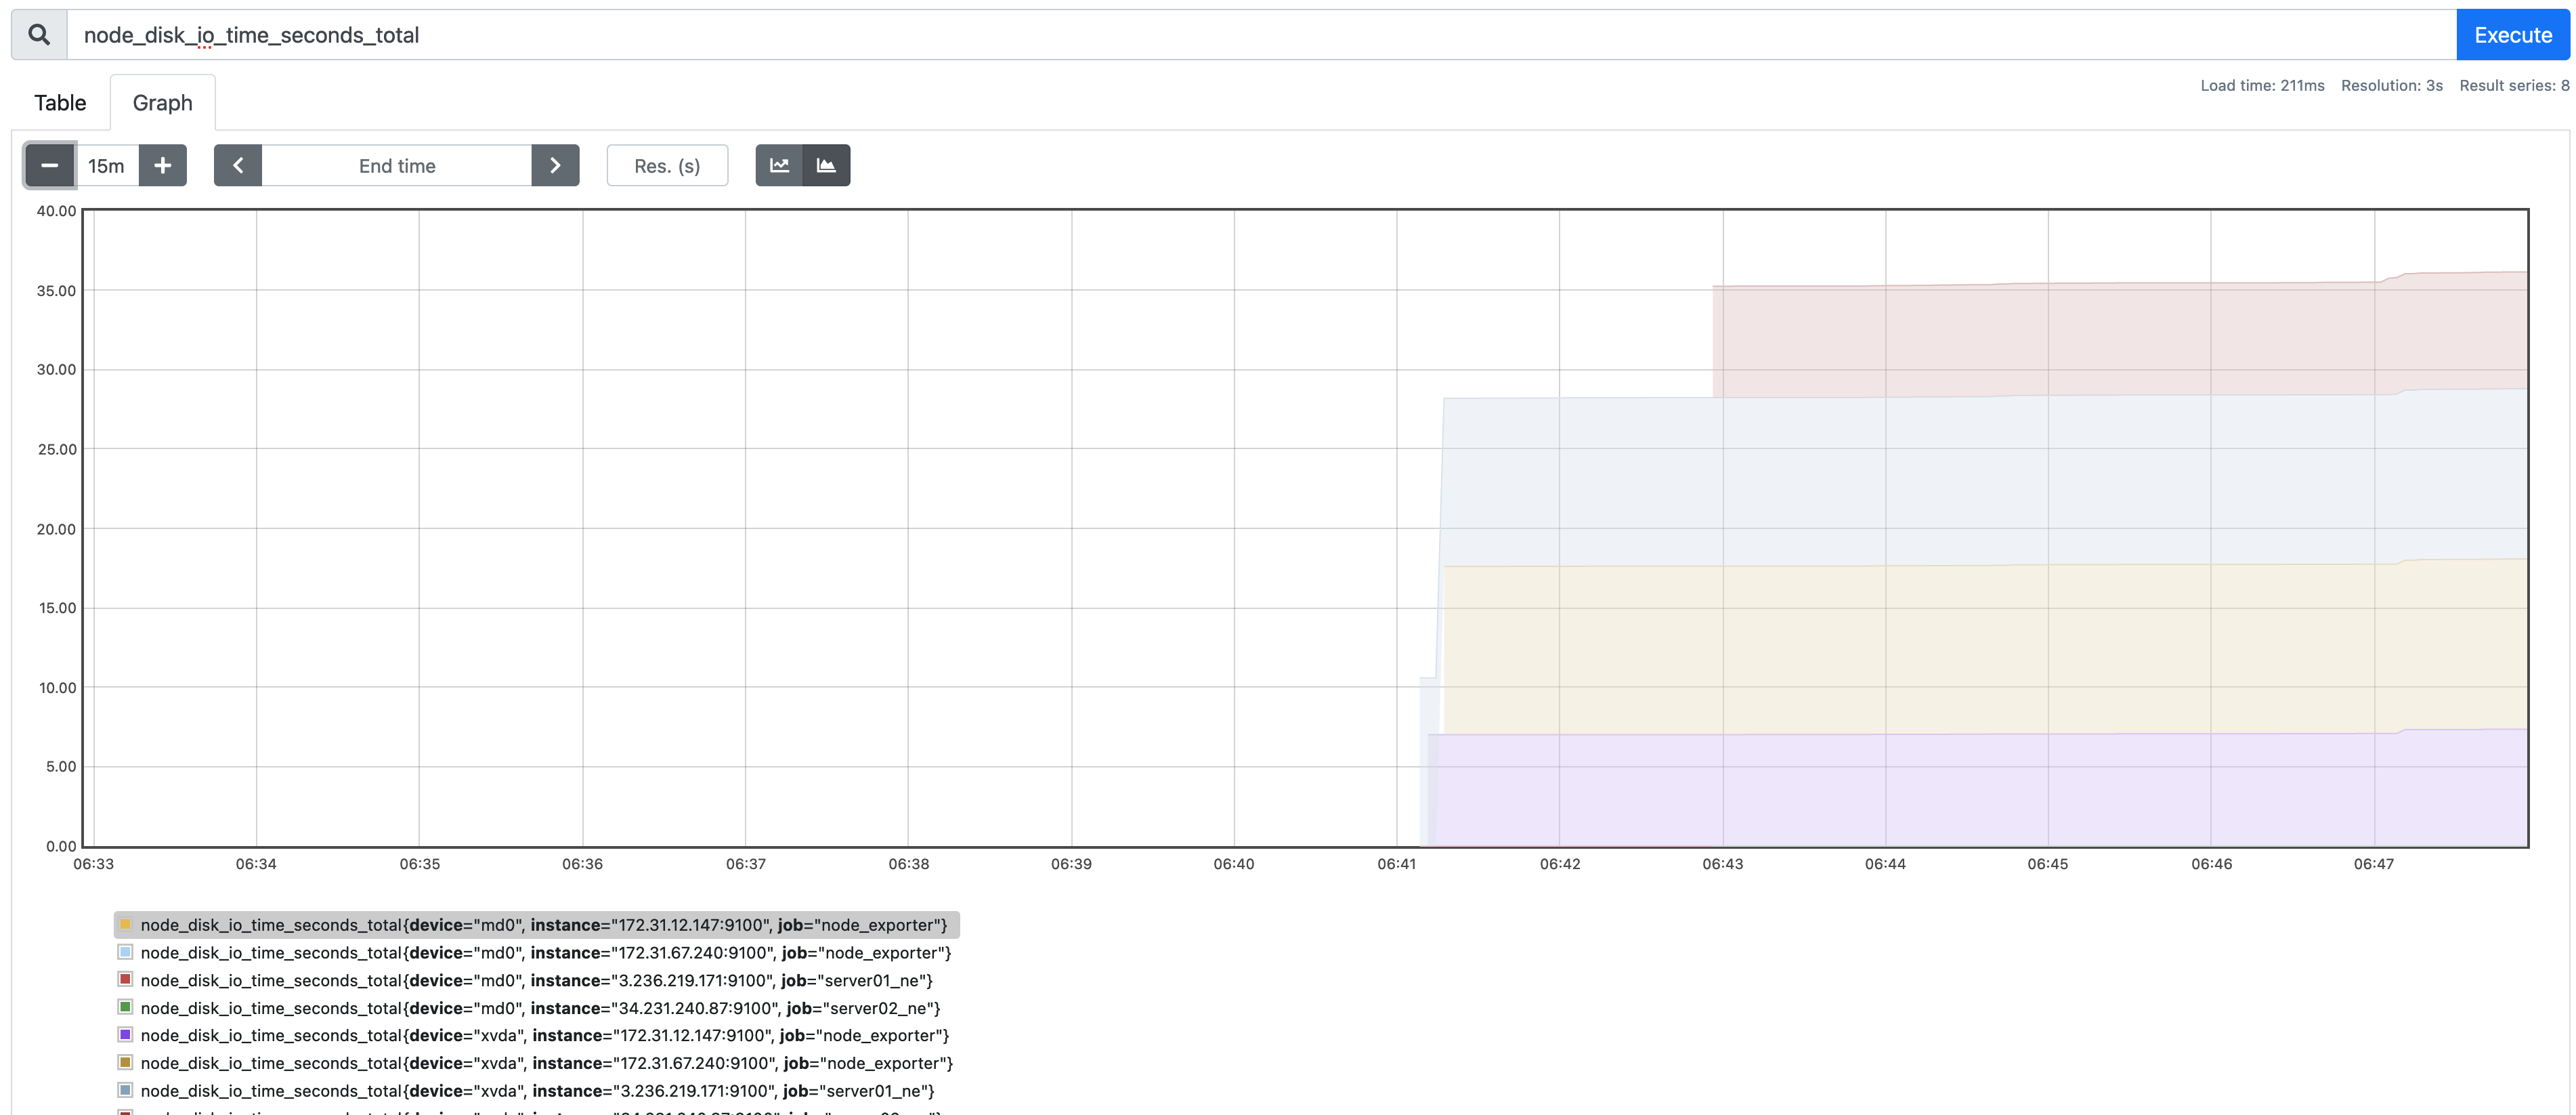 node_disk_io_time_seconds_total
Execute
Table
Graph
Load time: 211ms Resolution: 3s Result series: 8
15m
End time
Res. (s)
40.00
35.00
30.00
25.00
20.00
15.00
10.00
5.00
0.00
06:33 06:34 06:35 06:36 06:37 06:38 06:39 06:40 06:41 06:42 06:43 06:44 06:45 06:46 06:47
node_disk_io_time_seconds_total{device="md0", instance="172.31.12.147:9100", job="node_exporter"}
node_disk_io_time_seconds_total{device="md0", instance="172.31.67.240:9100", job="node_exporter"}
node_disk_io_time_seconds_total{device="md0", instance="3.236.219.171:9100", job="server01_ne"}
node_disk_io_time_seconds_total{device="md0", instance="34.231.240.87:9100", job="server02_ne"}
node_disk_io_time_seconds_total{device="xvda", instance="172.31.12.147:9100", job="node_exporter"}
node_disk_io_time_seconds_total{device="xvda", instance="172.31.67.240:9100", job="node_exporter"}
node_disk_io_time_seconds_total{device="xvda", instance="3.236.219.171:9100", job="server01_ne"}